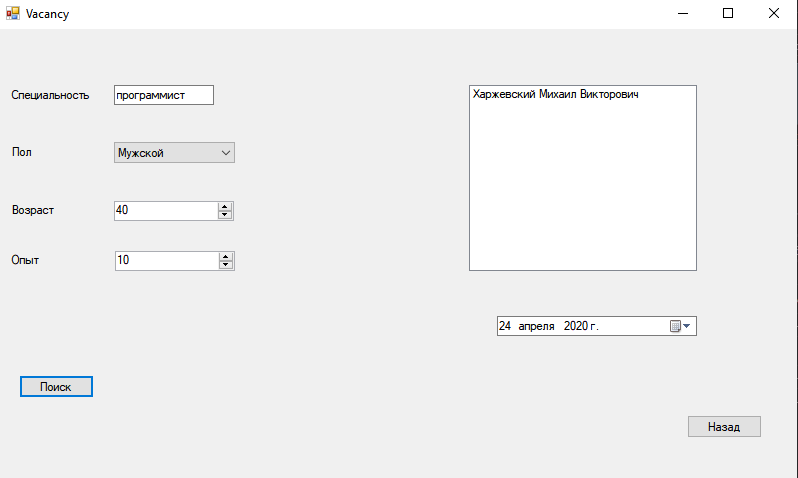 Vacancy
Специальность программист
Харжевский Михаил Викторович
Пол Мужской
Возраст 40
Опыт 10
24 апреля 2020 г.
Поиск
Назад